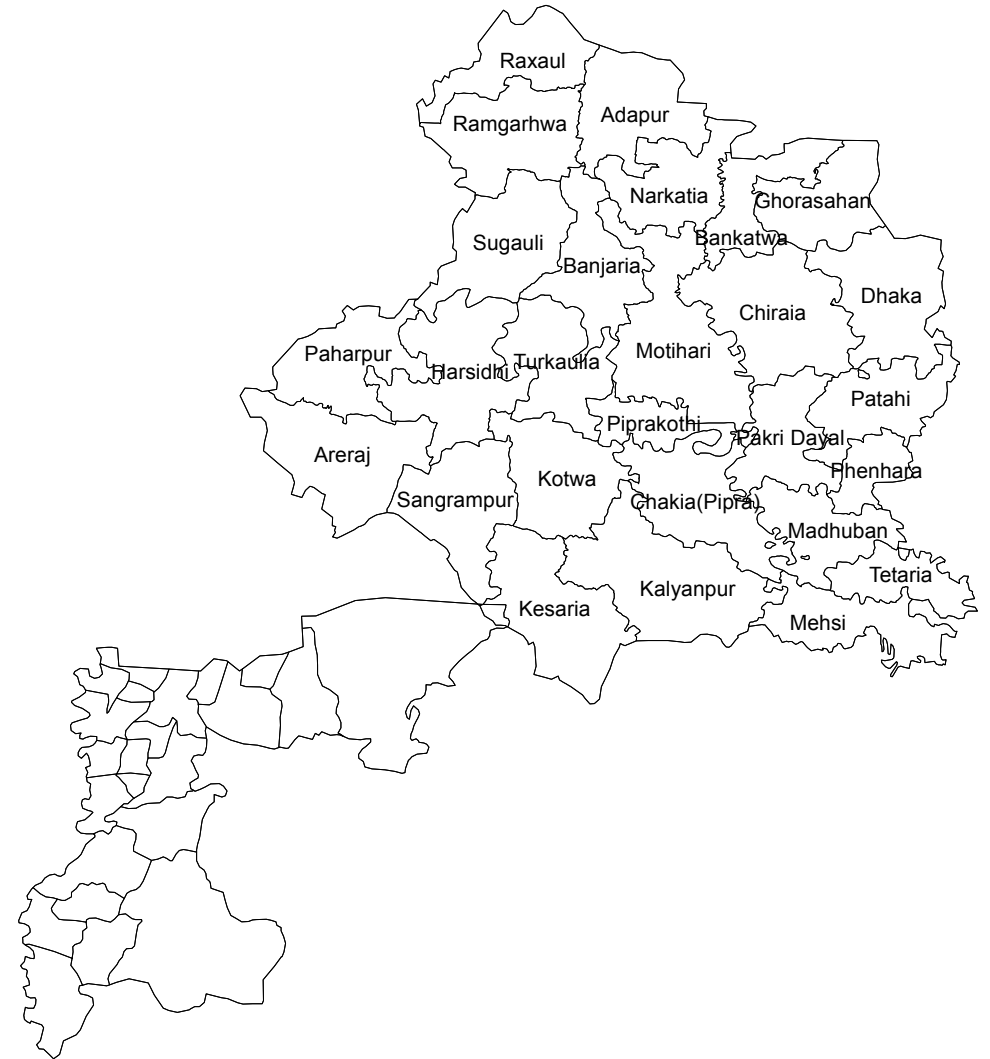 Raxaul
Adapur
Ramgarhwa
Narkatia
Ghorasahan
Bankatwa
Sugauli
Banjaria
Dhaka
Chiraia
Motihari
Paharpur
Turkaulia
Harsidhi
Patahi
Piprakothi
Pakri Dayal
Areraj
Phenhara
Kotwa
Sangrampur
Chakia(Pipra)
Madhuban
Tetaria
Kalyanpur
Kesaria
Mehsi